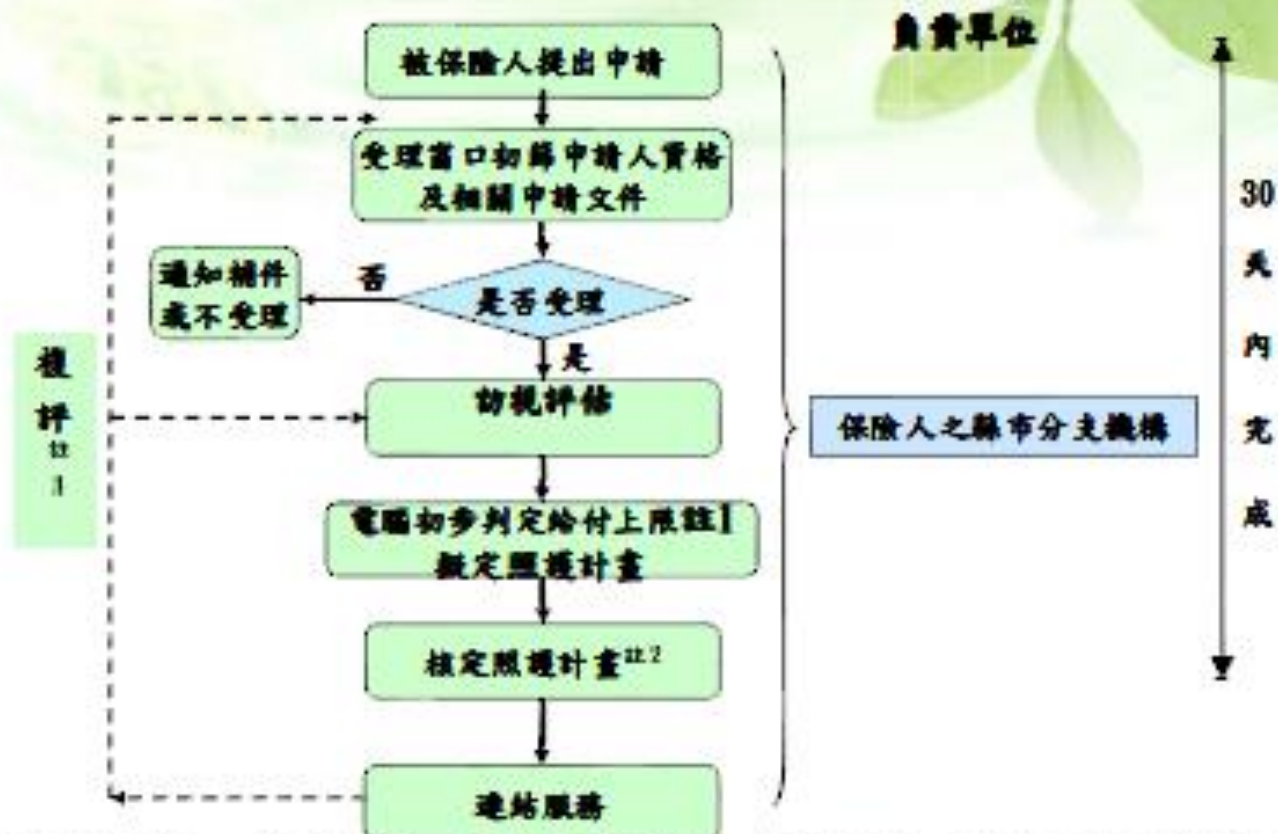 負責單位
被保險人提出申請
受理窗口初篩申請人資格
及相關申請文件
通知補件
或不受理
否
是否受理
是
訪視評估
電腦初步判定給付上限註1
擬定照護計畫
核定照護計畫註2
連結服務
複
評
註
保險人之縣市分支機構
30
天
內
完
成